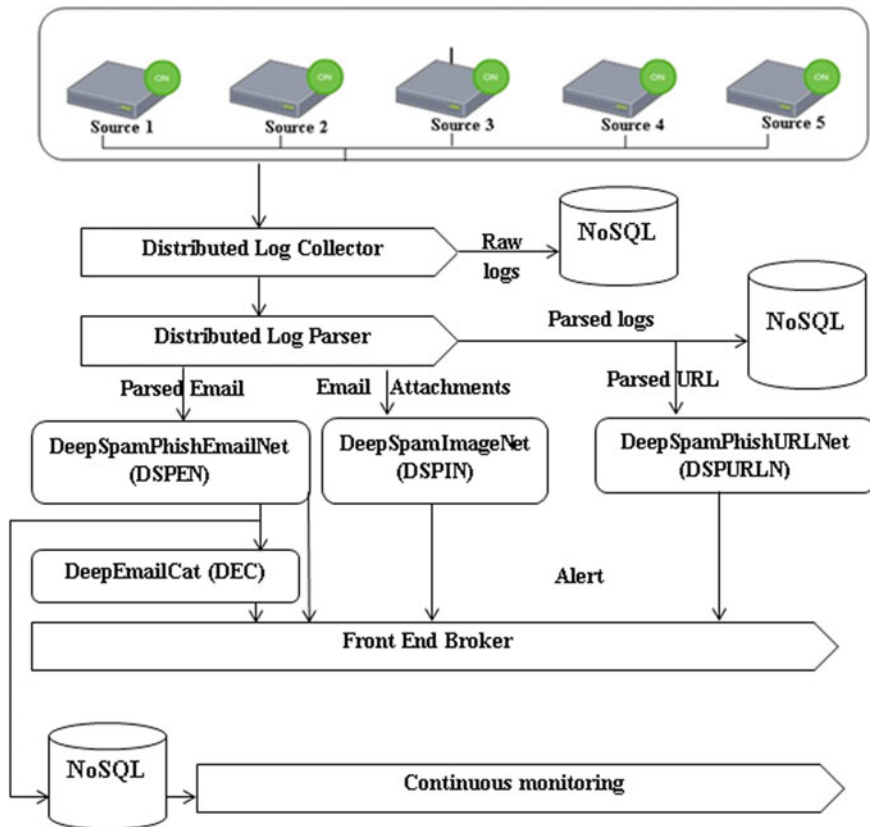 ON ON ON ON ON
Source 1 Source 2 Source 3 Source 4 Source 5
Distributed Log Collector
Raw
logs
NoSQL
Distributed Log Parser
Parsed logs
NoSQL
Parsed Email
Email Attachments
Parsed URL
DeepSpamPhishEmailNet
(DSPEN)
DeepSpamImageNet
(DSPIN)
DeepSpamPhishURLNet
(DSPURLN)
DeepEmailCat (DEC)
Alert
Front End Broker
NoSQL
Continuous monitoring